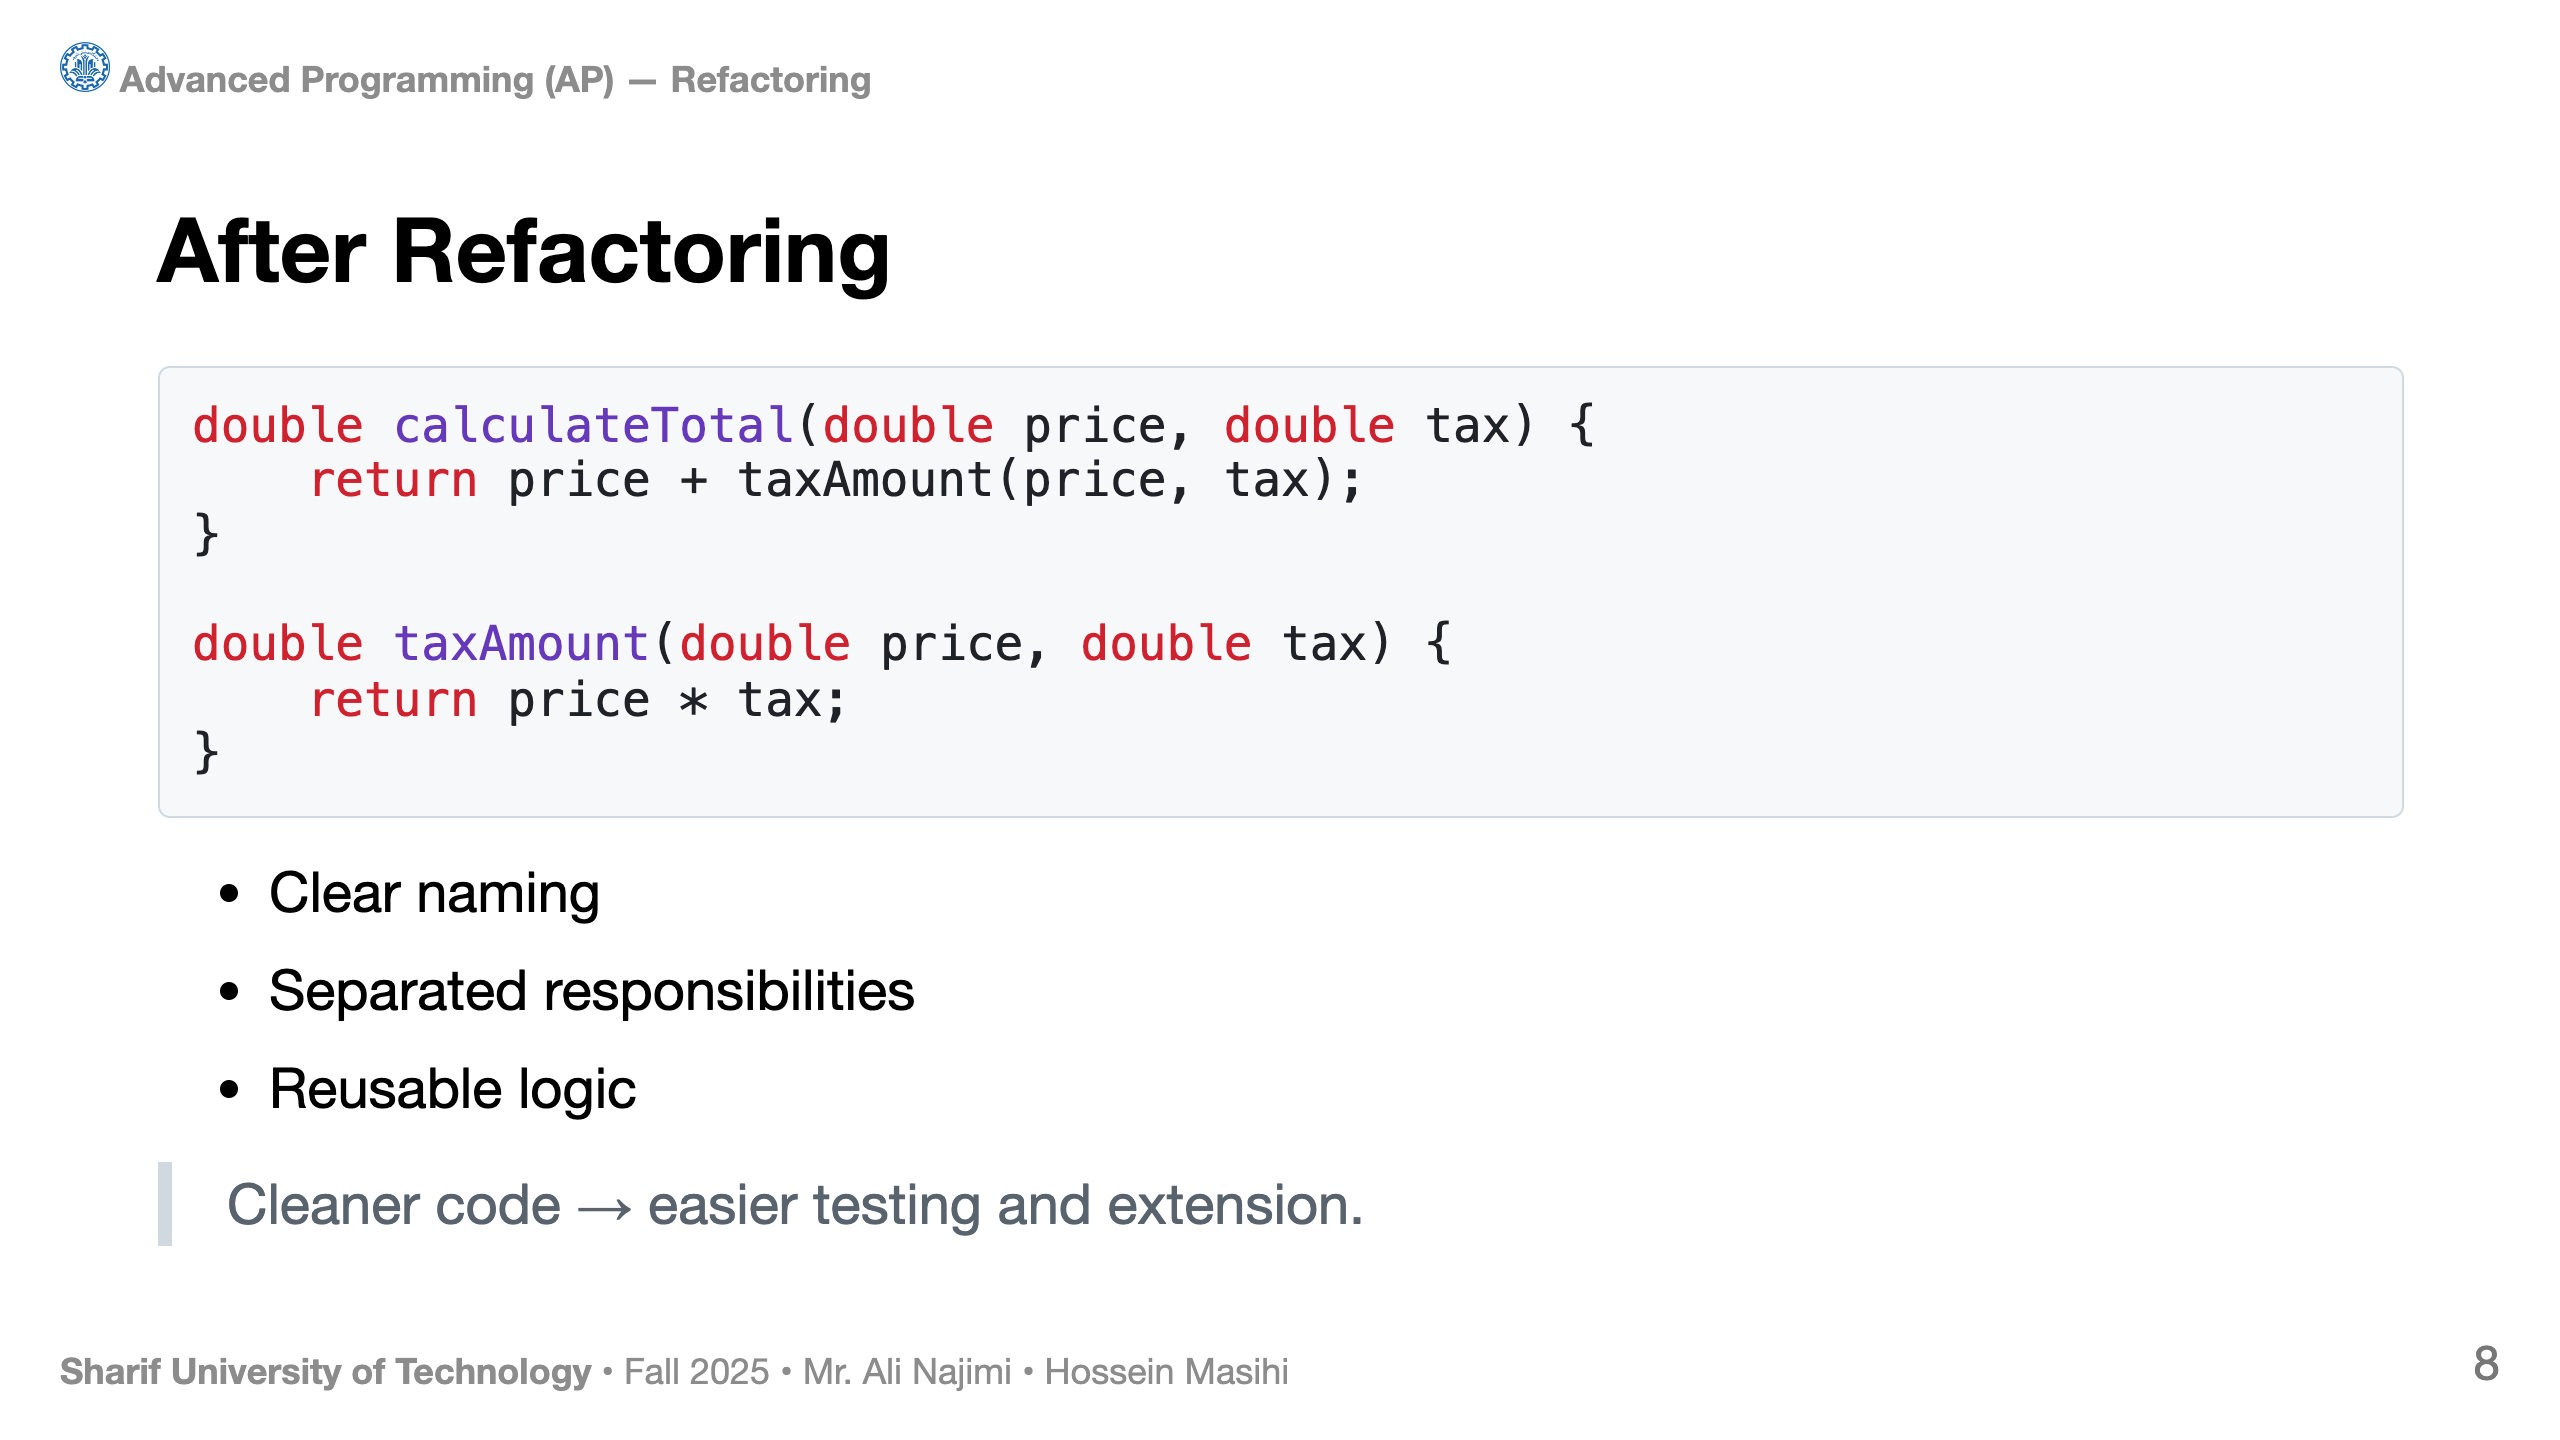 Advanced Programming (AP) — Refactoring
After Refactoring
double calculateTotal(double price, double tax) {
    return price + taxAmount(price, tax);
}
double taxAmount(double price, double tax) {
    return price * tax;
}
• Clear naming
• Separated responsibilities
• Reusable logic
Cleaner code → easier testing and extension.
Sharif University of Technology • Fall 2025 • Mr. Ali Najimi • Hossein Masihi
8